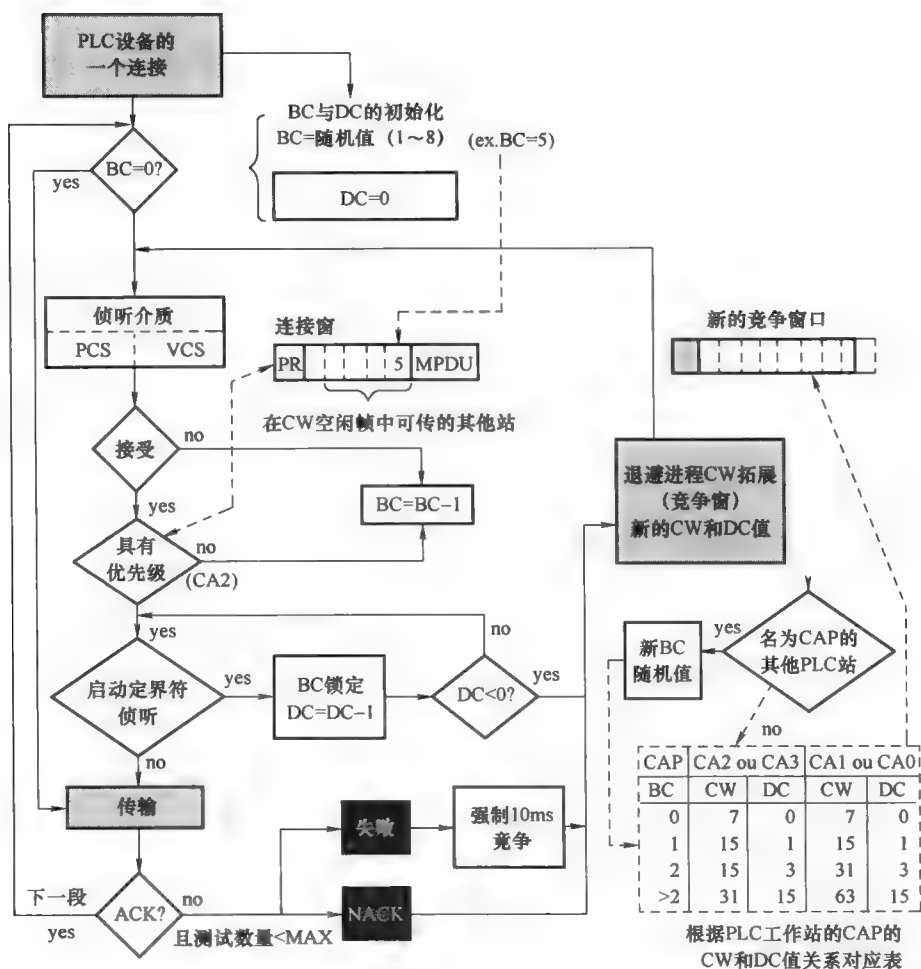 PLC设备的
一个连接
BC与DC的初始化
BC=随机值（1～8）
(ex.BC=5)
DC=0
BC=0?
yes
侦听介质
PCS
VCS
连接窗
PR
5
MPDU
在CW空闲帧中可传的其他站
新的竞争窗口
接受
no
yes
BC=BC-1
具有
优先级
no
(CA2)
yes
退避进程CW拓展
(竞争窗)
新的CW和DC值
启动定界符
侦听
yes
BC锁定
DC=DC-1
no
DC<0?
yes
no
名为CAP的
其他PLC站
yes
新BC
随机值
no
传输
失败
强制10ms
竞争
ACK?
下一段
yes
no
且测试数量<MAX
NACK
CAP CA2 ou CA3 CA1 ou CA0
BC CW DC CW DC
0 7 0 7 0
1 15 1 15 1
2 15 3 31 3
>2 31 15 63 15
根据PLC工作站的CAP的
CW和DC值关系对应表